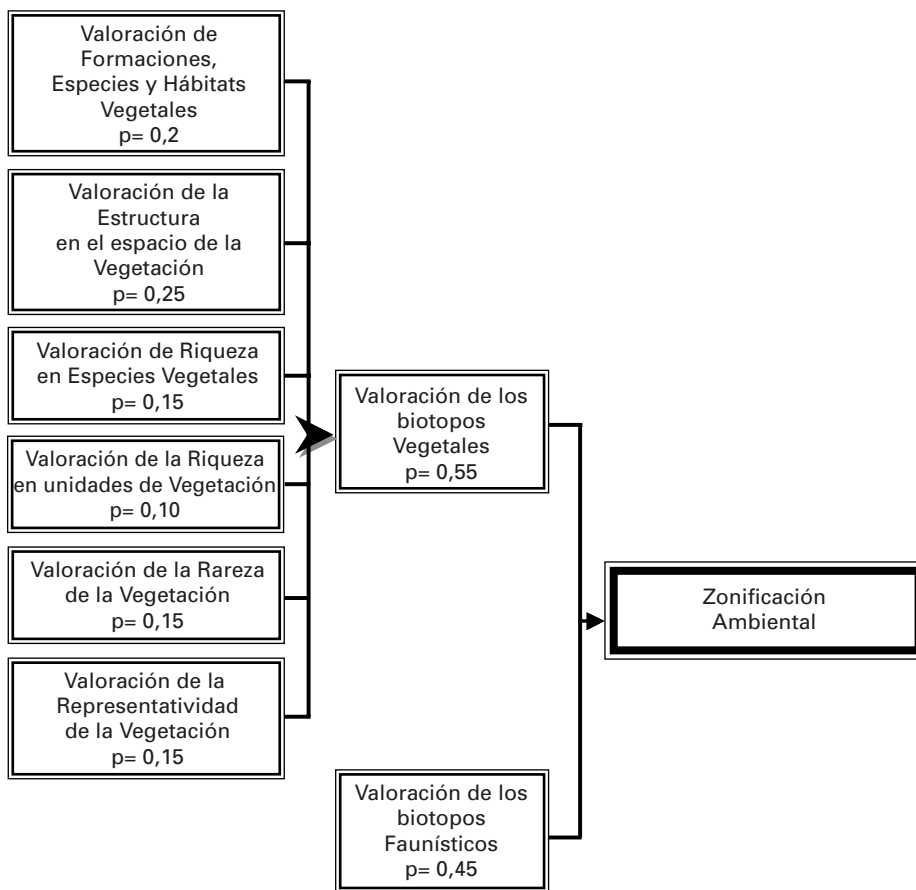 Valoración de
Formaciones,
Especies y Hábitats
Vegetales
p= 0,2
Valoración de la
Estructura
en el espacio de la
Vegetación
p= 0,25
Valoración de Riqueza
en Especies Vegetales
p= 0,15
Valoración de la Riqueza
en unidades de Vegetación
p= 0,10
Valoración de la Rareza
de la Vegetación
p= 0,15
Valoración de la
Representatividad
de la Vegetación
p= 0,15
Valoración de los
biotopos
Vegetales
p= 0,55
Valoración de los
biotopos
Faunísticos
p= 0,45
Zonificación
Ambiental